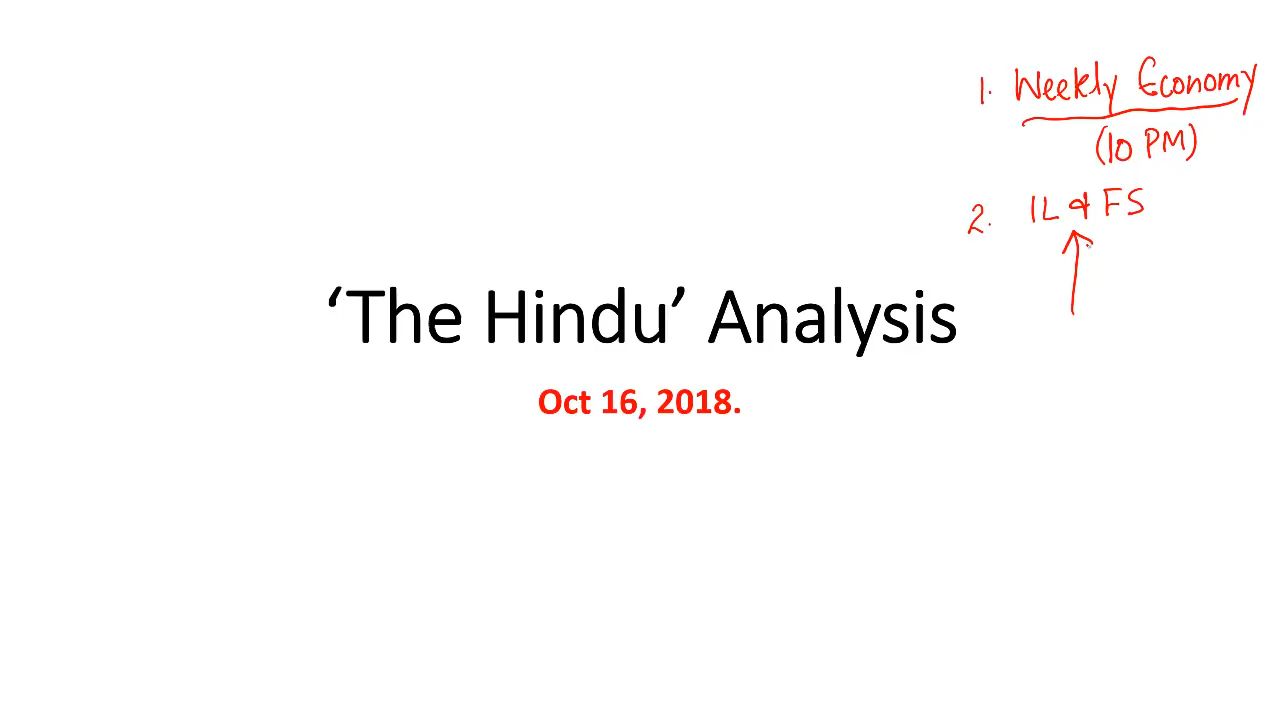 1. Weekly Economy
(10 PM)
2. IL & FS
‘The Hindu’ Analysis
Oct 16, 2018.